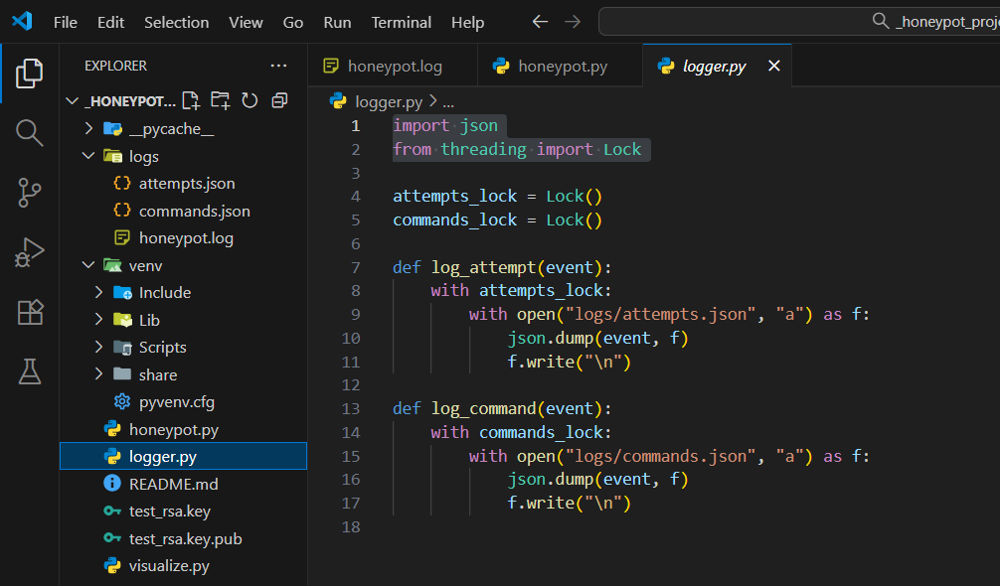 File Edit Selection View Go Run Terminal Help
_honeypot_proj
EXPLORER
_HONEYPOT...
__pycache__
logs
attempts.json
commands.json
honeypot.log
venv
Include
Lib
Scripts
share
pyvenv.cfg
honeypot.py
logger.py
README.md
test_rsa.key
test_rsa.key.pub
visualize.py
honeypot.log honeypot.py logger.py
logger.py > ...
1 import json
2 from threading import Lock
3
4 attempts_lock = Lock()
5 commands_lock = Lock()
6
7 def log_attempt(event):
8     with attempts_lock:
9         with open("logs/attempts.json", "a") as f:
10             json.dump(event, f)
11             f.write("\n")
12
13 def log_command(event):
14     with commands_lock:
15         with open("logs/commands.json", "a") as f:
16             json.dump(event, f)
17             f.write("\n")
18